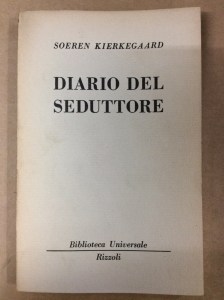 SOEREN KIERKEGAARD
DIARIO DEL
SEDUTTORE
Biblioteca Universale
Rizzoli